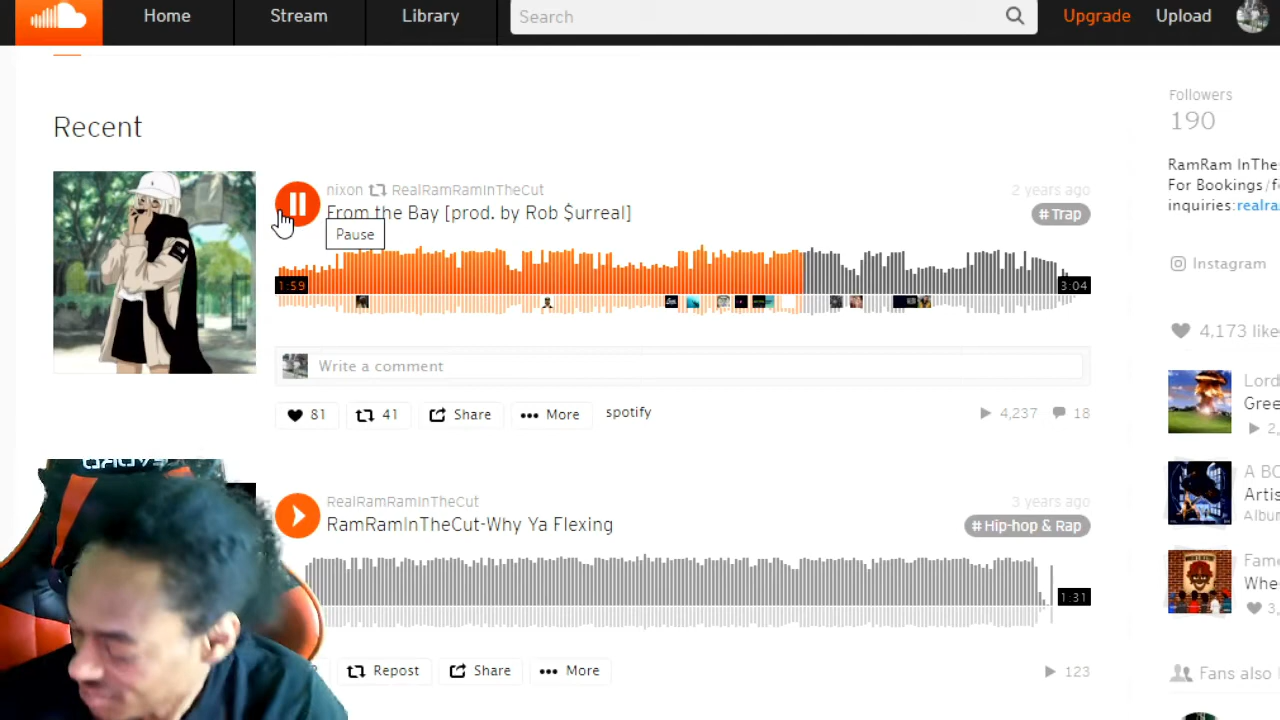 Home
Stream
Library
Search
Upgrade
Upload
Recent
nixon RealRamRamInTheCut
2 years ago
From the Bay [prod. by Rob $urreal]
# Trap
Pause
1:59
3:04
Write a comment
81
41
Share
More
spotify
4,237
18
RealRamRamInTheCut
3 years ago
RamRamInTheCut-Why Ya Flexing
# Hip-hop & Rap
1:31
Repost
Share
More
123
Followers
190
RamRam InThe
For Bookings/f
inquiries:realra
Instagram
4,173 like
Lord
Gree
2,
A BO
Artis
Album
Fame
Whe
3,
Fans also